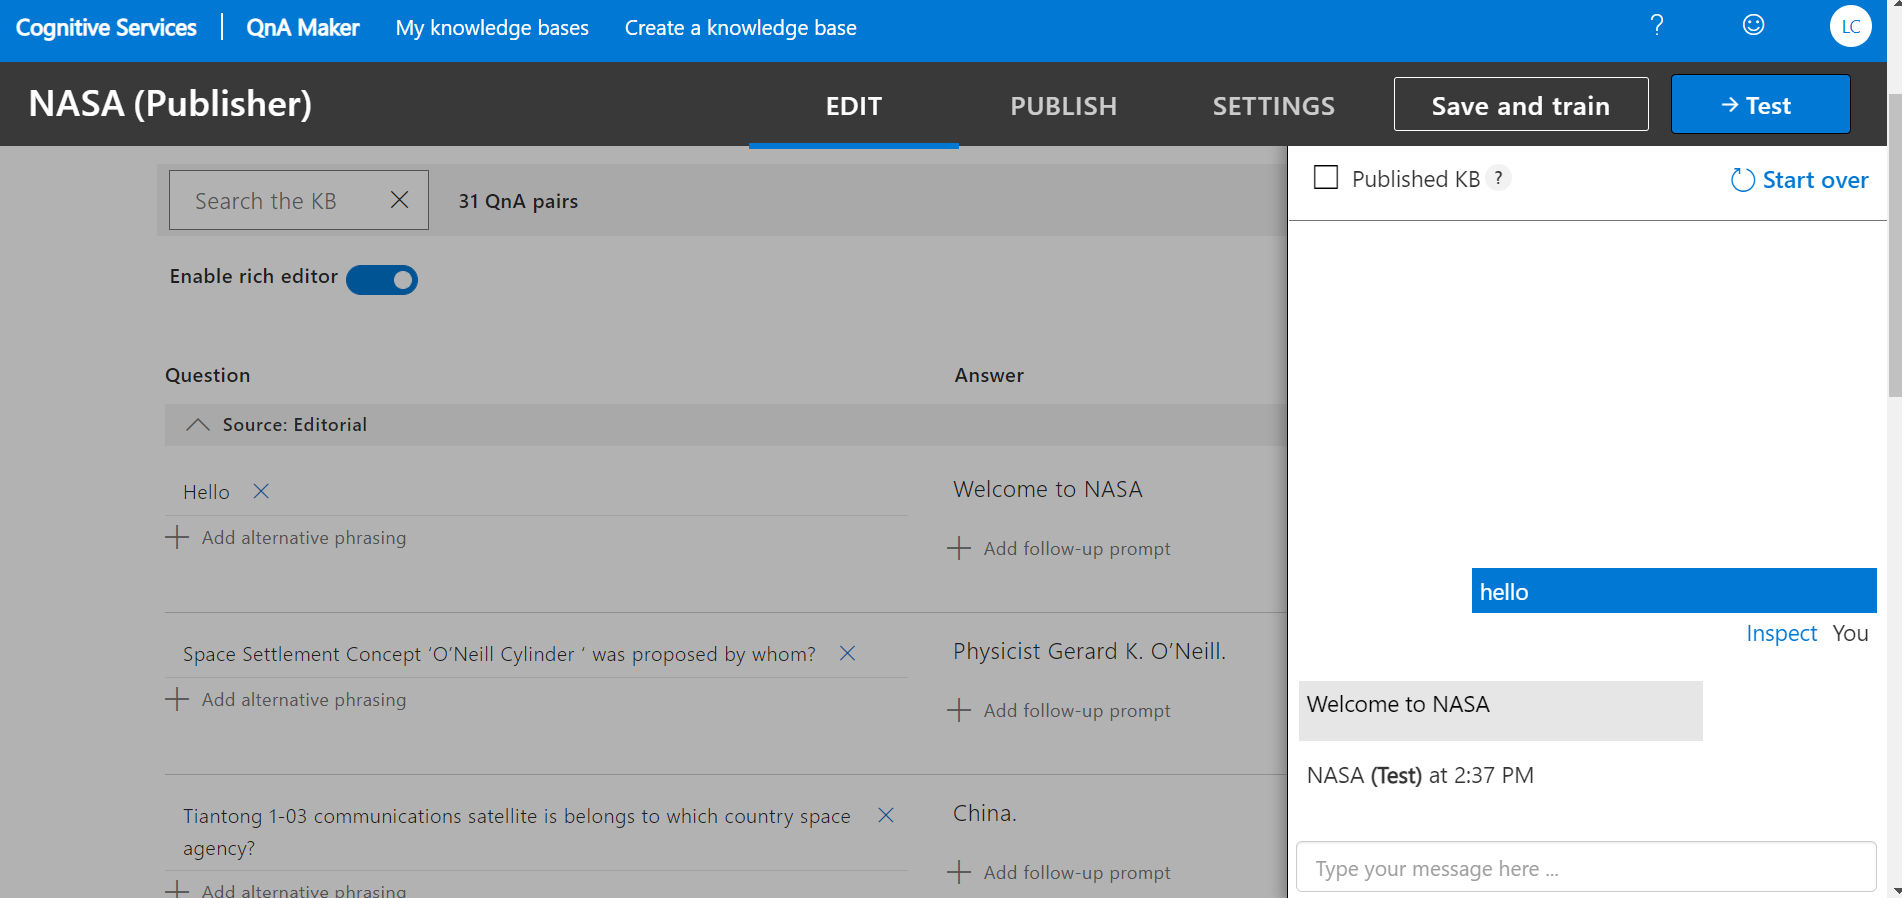 Cognitive Services | QnA Maker My knowledge bases Create a knowledge base ? LC
NASA (Publisher) EDIT PUBLISH SETTINGS Save and train → Test
Search the KB 31 QnA pairs
Enable rich editor
Question Answer
Source: Editorial
Hello Welcome to NASA
Add alternative phrasing
Add follow-up prompt
Space Settlement Concept ‘O’Neill Cylinder ‘ was proposed by whom? Physicist Gerard K. O’Neill.
Add alternative phrasing
Add follow-up prompt
Tiantong 1-03 communications satellite is belongs to which country space China.
agency?
Add follow-up prompt
Add alternative phrasing
Published KB ? Start over
hello
Inspect You
Welcome to NASA
NASA (Test) at 2:37 PM
Type your message here ...